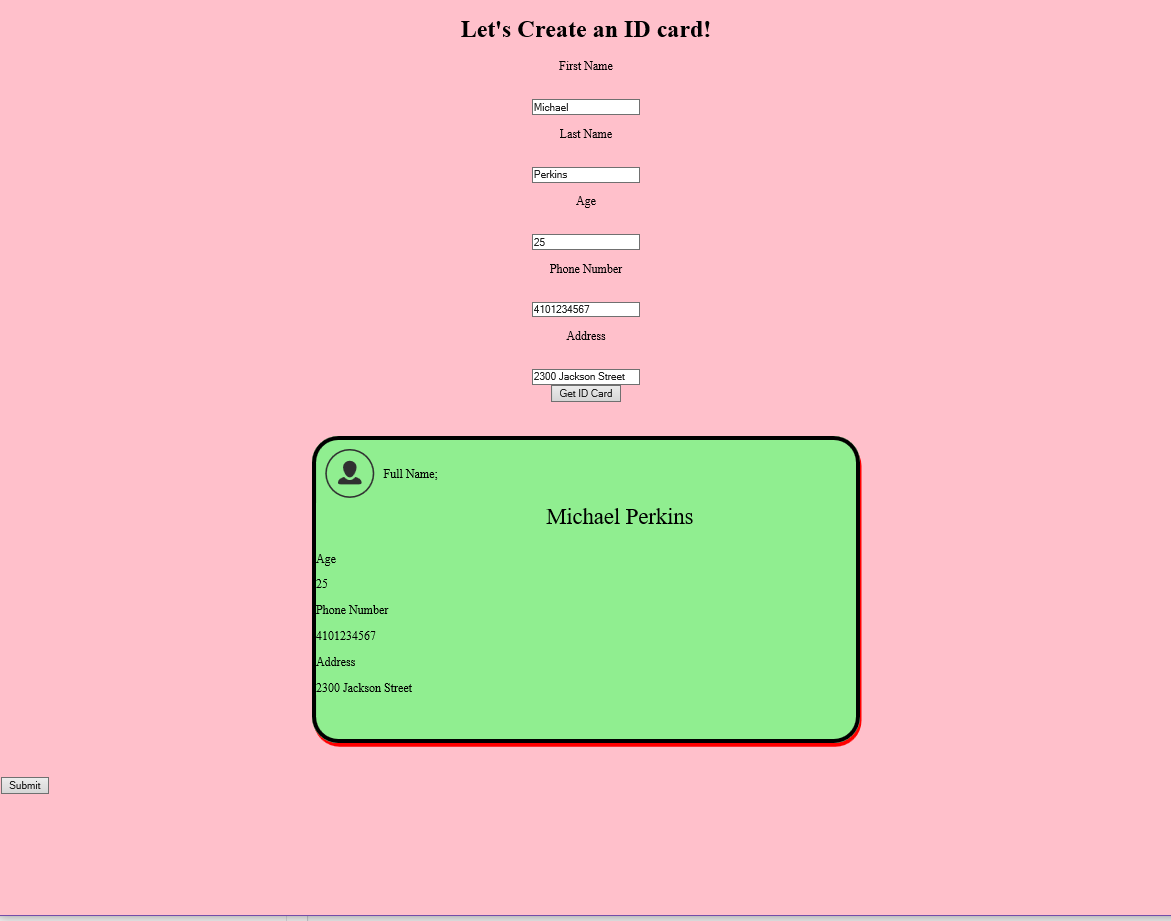 Let's Create an ID card!
First Name
Michael
Last Name
Perkins
Age
25
Phone Number
4101234567
Address
2300 Jackson Street
Get ID Card
Full Name;
Michael Perkins
Age
25
Phone Number
4101234567
Address
2300 Jackson Street
Submit